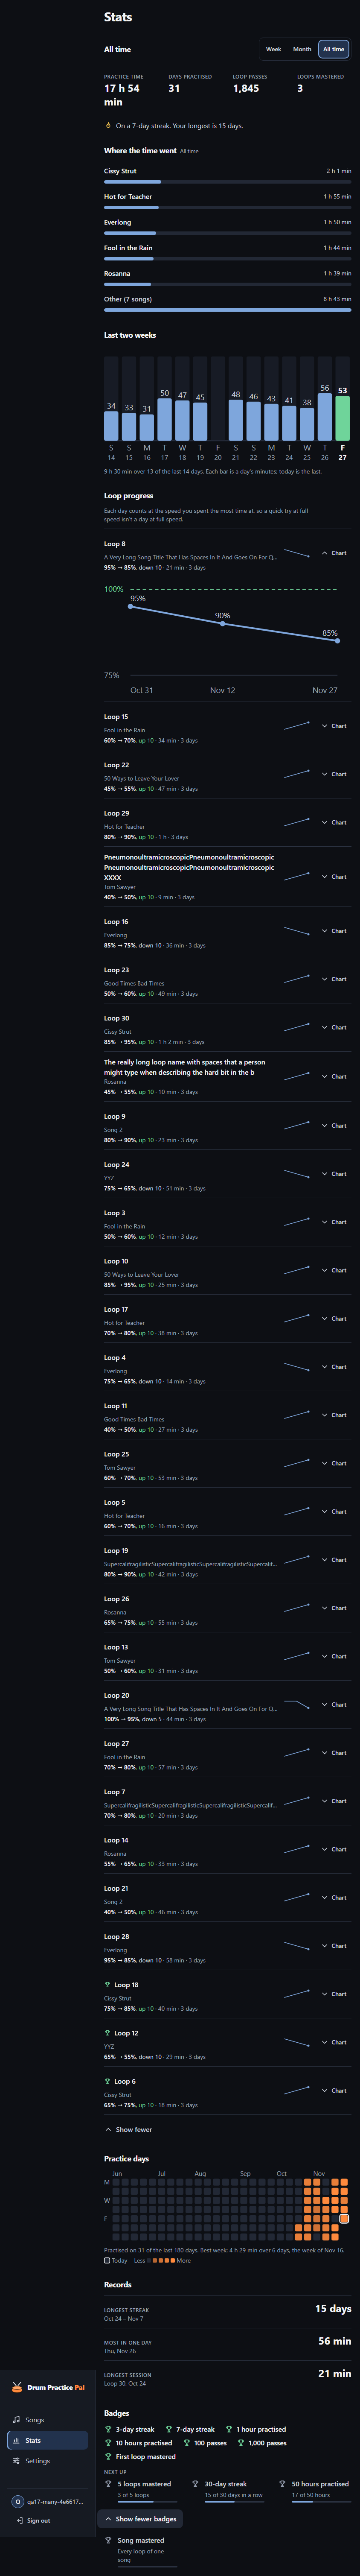 Stats
All time
Week Month All time
PRACTICE TIME DAYS PRACTISED LOOP PASSES LOOPS MASTERED
17 h 54 min 31 1,845 3
On a 7-day streak. Your longest is 15 days.
Where the time went All time
Cissy Strut 2 h 1 min
Hot for Teacher 1 h 55 min
Everlong 1 h 50 min
Fool in the Rain 1 h 44 min
Rosanna 1 h 39 min
Other (7 songs) 8 h 43 min
Last two weeks
34 33 31 50 47 45 48 46 43 41 38 56 53
S S M T W T F S S M T W T F
14 15 16 17 18 19 20 21 22 23 24 25 26 27
9 h 30 min over 13 of the last 14 days. Each bar is a day's minutes: today is the last.
Loop progress
Each day counts at the speed you spent the most time at, so a quick try at full
speed isn't a day at full speed.
Loop 8
A Very Long Song Title That Has Spaces In It And Goes On For Q...
95% → 85%, down 10 · 21 min · 3 days
Chart
100%
95%
90%
85%
75%
Oct 31 Nov 12 Nov 27
Loop 15
Fool in the Rain
60% → 70%, up 10 · 34 min · 3 days
Chart
Loop 22
50 Ways to Leave Your Lover
45% → 55%, up 10 · 47 min · 3 days
Chart
Loop 29
Hot for Teacher
80% → 90%, up 10 · 1 h · 3 days
Chart
PneumonoultramicroscopicPneumonoultramicroscopic
PneumonoultramicroscopicPneumonoultramicroscopic
XXXX
Tom Sawyer
40% → 50%, up 10 · 9 min · 3 days
Chart
Loop 16
Everlong
85% → 75%, down 10 · 36 min · 3 days
Chart
Loop 23
Good Times Bad Times
50% → 60%, up 10 · 49 min · 3 days
Chart
Loop 30
Cissy Strut
85% → 95%, up 10 · 1 h 2 min · 3 days
Chart
The really long loop name with spaces that a person
might type when describing the hard bit in the b
Rosanna
45% → 55%, up 10 · 10 min · 3 days
Chart
Loop 9
Song 2
80% → 90%, up 10 · 23 min · 3 days
Chart
Loop 24
YYZ
75% → 65%, down 10 · 51 min · 3 days
Chart
Loop 3
Fool in the Rain
50% → 60%, up 10 · 12 min · 3 days
Chart
Loop 10
50 Ways to Leave Your Lover
85% → 95%, up 10 · 25 min · 3 days
Chart
Loop 17
Hot for Teacher
70% → 80%, up 10 · 38 min · 3 days
Chart
Loop 4
Everlong
75% → 65%, down 10 · 14 min · 3 days
Chart
Loop 11
Good Times Bad Times
40% → 50%, up 10 · 27 min · 3 days
Chart
Loop 25
Tom Sawyer
60% → 70%, up 10 · 53 min · 3 days
Chart
Loop 5
Hot for Teacher
60% → 70%, up 10 · 16 min · 3 days
Chart
Loop 19
SupercalifragilisticSupercalifragilisticSupercalifragilisticSupercalif...
80% → 90%, up 10 · 42 min · 3 days
Chart
Loop 26
Rosanna
65% → 75%, up 10 · 55 min · 3 days
Chart
Loop 13
Tom Sawyer
50% → 60%, up 10 · 31 min · 3 days
Chart
Loop 20
A Very Long Song Title That Has Spaces In It And Goes On For Q...
100% → 95%, down 5 · 44 min · 3 days
Chart
Loop 27
Fool in the Rain
70% → 80%, up 10 · 57 min · 3 days
Chart
Loop 7
SupercalifragilisticSupercalifragilisticSupercalifragilisticSupercalif...
70% → 80%, up 10 · 20 min · 3 days
Chart
Loop 14
Rosanna
55% → 65%, up 10 · 33 min · 3 days
Chart
Loop 21
Song 2
40% → 50%, up 10 · 46 min · 3 days
Chart
Loop 28
Everlong
95% → 85%, down 10 · 58 min · 3 days
Chart
Loop 18
Cissy Strut
75% → 85%, up 10 · 40 min · 3 days
Chart
Loop 12
YYZ
65% → 55%, down 10 · 29 min · 3 days
Chart
Loop 6
Cissy Strut
65% → 75%, up 10 · 18 min · 3 days
Chart
Show fewer
Practice days
Jun Jul Aug Sep Oct Nov
M
W
F
Practised on 31 of the last 180 days. Best week: 4 h 29 min over 6 days, the week of Nov 16.
Today Less More
Records
LONGEST STREAK 15 days
Oct 24 – Nov 7
MOST IN ONE DAY 56 min
Thu, Nov 26
LONGEST SESSION 21 min
Loop 30, Oct 24
Drum Practice Pal
Songs
Stats
Settings
Q qa17-many-4e6617...
Sign out
Badges
3-day streak 7-day streak 1 hour practised
10 hours practised 100 passes 1,000 passes
First loop mastered
NEXT UP
5 loops mastered 30-day streak 50 hours practised
3 of 5 loops 15 of 30 days in a row 17 of 50 hours
Show fewer badges
Song mastered
Every loop of one
song